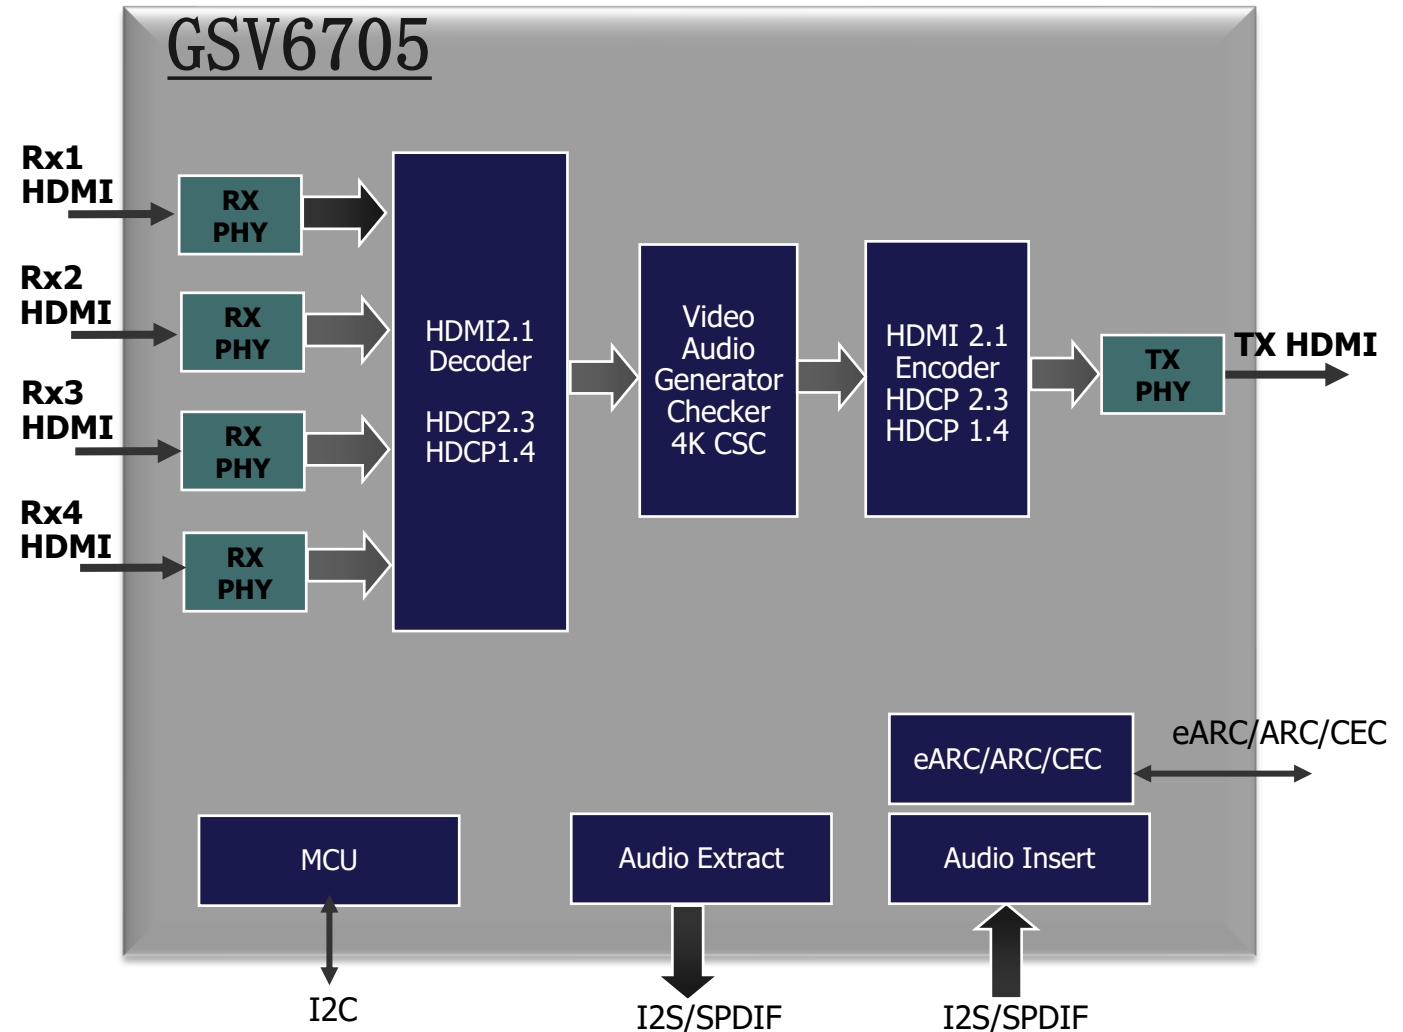 GSV6705
Rx1
HDMI
RX
PHY
Rx2
HDMI
RX
PHY
Rx3
HDMI
RX
PHY
Rx4
HDMI
RX
PHY
HDMI2.1
Decoder
HDCP2.3
HDCP1.4
Video
Audio
Generator
Checker
4K CSC
HDMI 2.1
Encoder
HDCP 2.3
HDCP 1.4
TX
PHY
TX HDMI
eARC/ARC/CEC
eARC/ARC/CEC
MCU
Audio Extract
Audio Insert
I2C
I2S/SPDIF
I2S/SPDIF